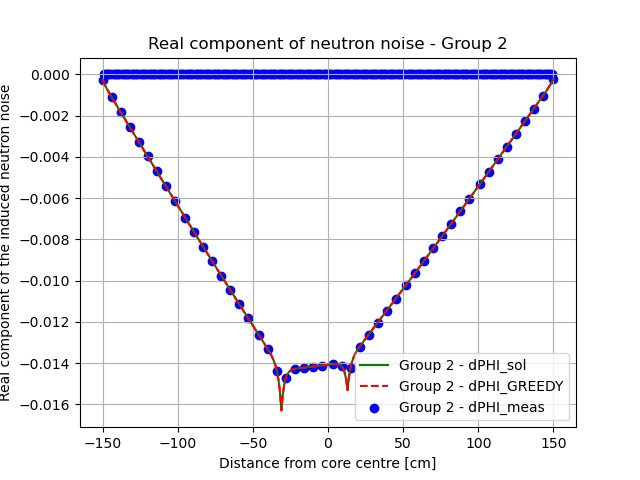 Real component of neutron noise - Group 2
Real component of the induced neutron noise
0.000
−0.002
−0.004
−0.006
−0.008
−0.010
−0.012
−0.014
−0.016
Group 2 - dPHI_sol
Group 2 - dPHI_GREEDY
Group 2 - dPHI_meas
−150
−100
−50
0
50
100
150
Distance from core centre [cm]